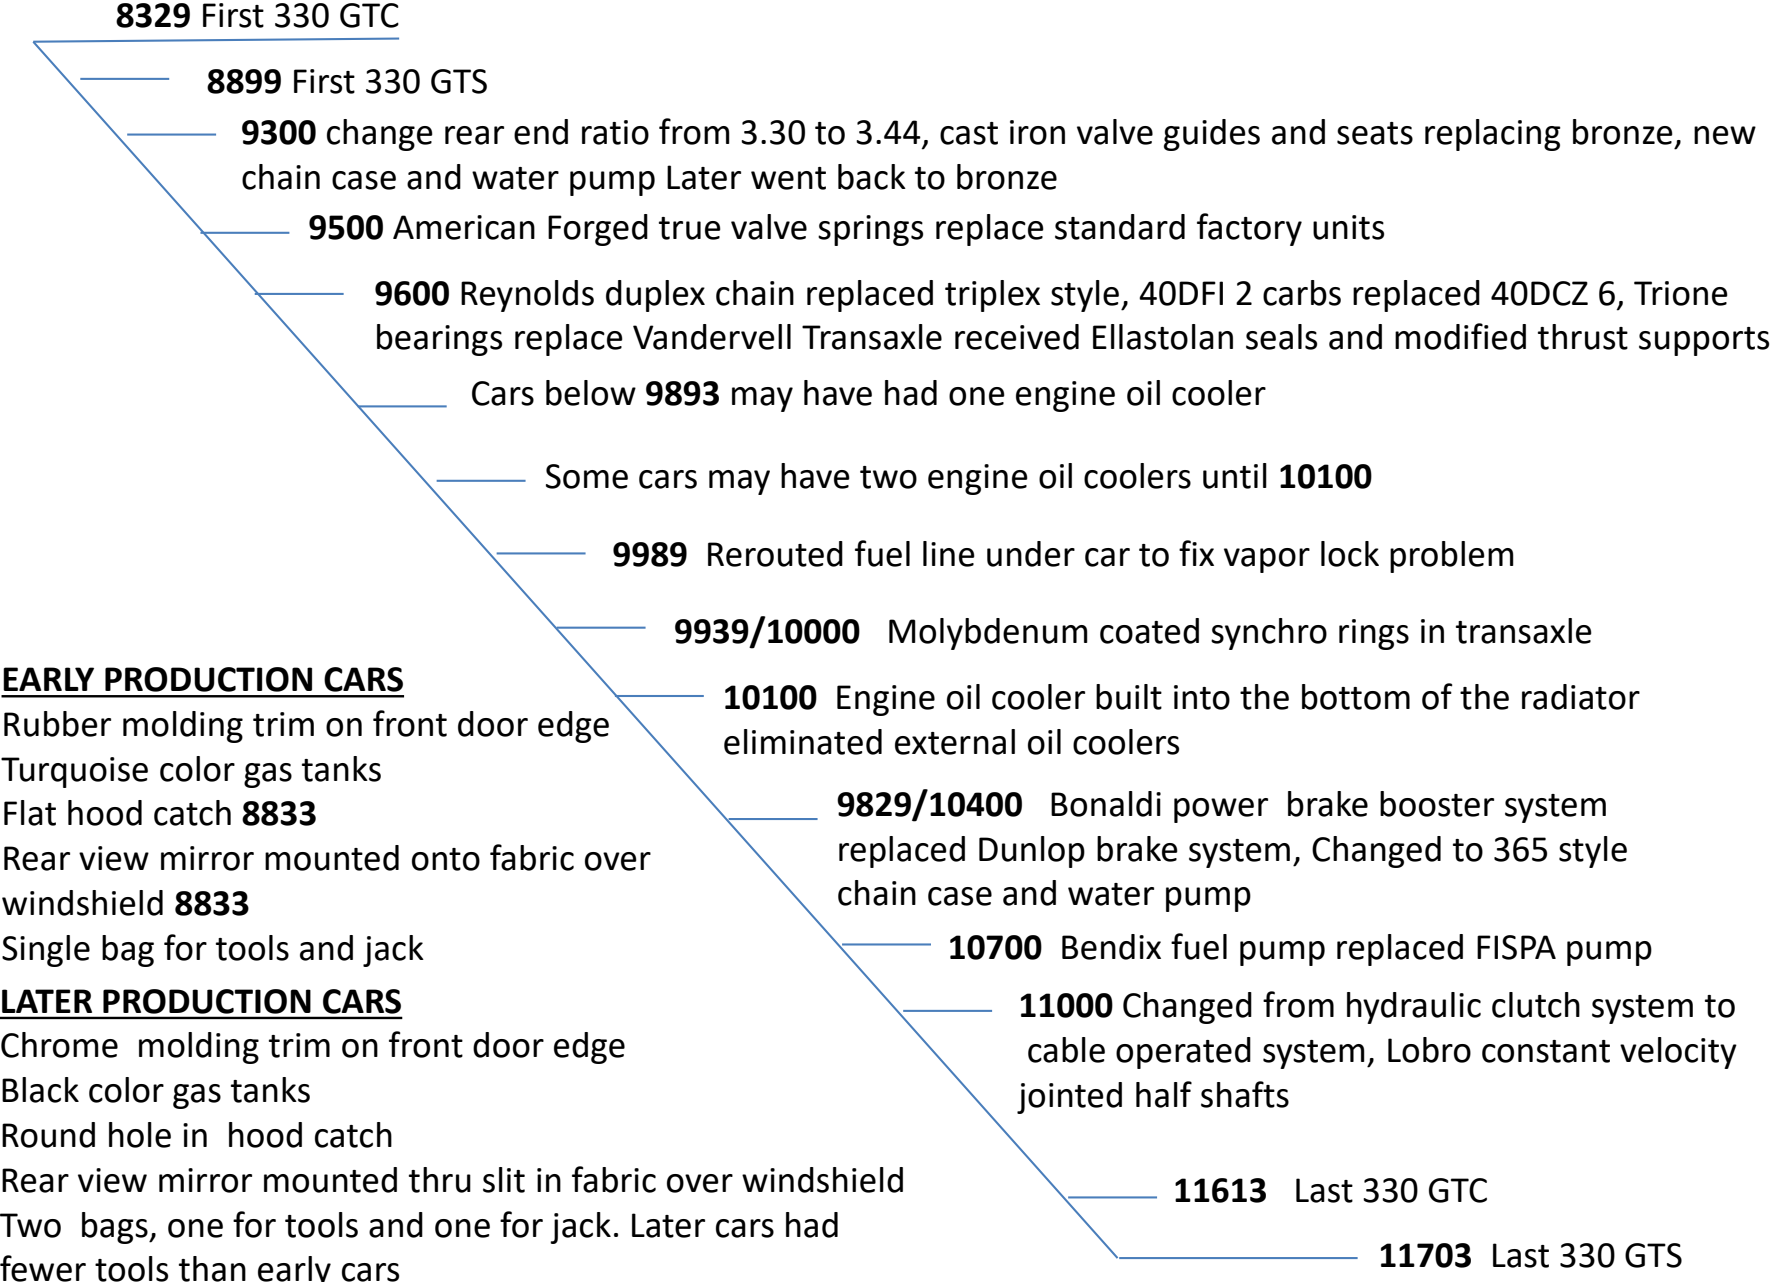 8329 First 330 GTC
8899 First 330 GTS
9300 change rear end ratio from 3.30 to 3.44, cast iron valve guides and seats replacing bronze, new
chain case and water pump Later went back to bronze
9500 American Forged true valve springs replace standard factory units
9600 Reynolds duplex chain replaced triplex style, 40DFI 2 carbs replaced 40DCZ 6, Trione
bearings replace Vandervell Transaxle received Ellastolan seals and modified thrust supports
Cars below 9893 may have had one engine oil cooler
Some cars may have two engine oil coolers until 10100
9989 Rerouted fuel line under car to fix vapor lock problem
9939/10000 Molybdenum coated synchro rings in transaxle
10100 Engine oil cooler built into the bottom of the radiator
eliminated external oil coolers
9829/10400 Bonaldi power brake booster system
replaced Dunlop brake system, Changed to 365 style
chain case and water pump
10700 Bendix fuel pump replaced FISPA pump
11000 Changed from hydraulic clutch system to
cable operated system, Lobro constant velocity
jointed half shafts
11613 Last 330 GTC
11703 Last 330 GTS
EARLY PRODUCTION CARS
Rubber molding trim on front door edge
Turquoise color gas tanks
Flat hood catch 8833
Rear view mirror mounted onto fabric over
windshield 8833
Single bag for tools and jack
LATER PRODUCTION CARS
Chrome molding trim on front door edge
Black color gas tanks
Round hole in hood catch
Rear view mirror mounted thru slit in fabric over windshield
Two bags, one for tools and one for jack. Later cars had
fewer tools than early cars